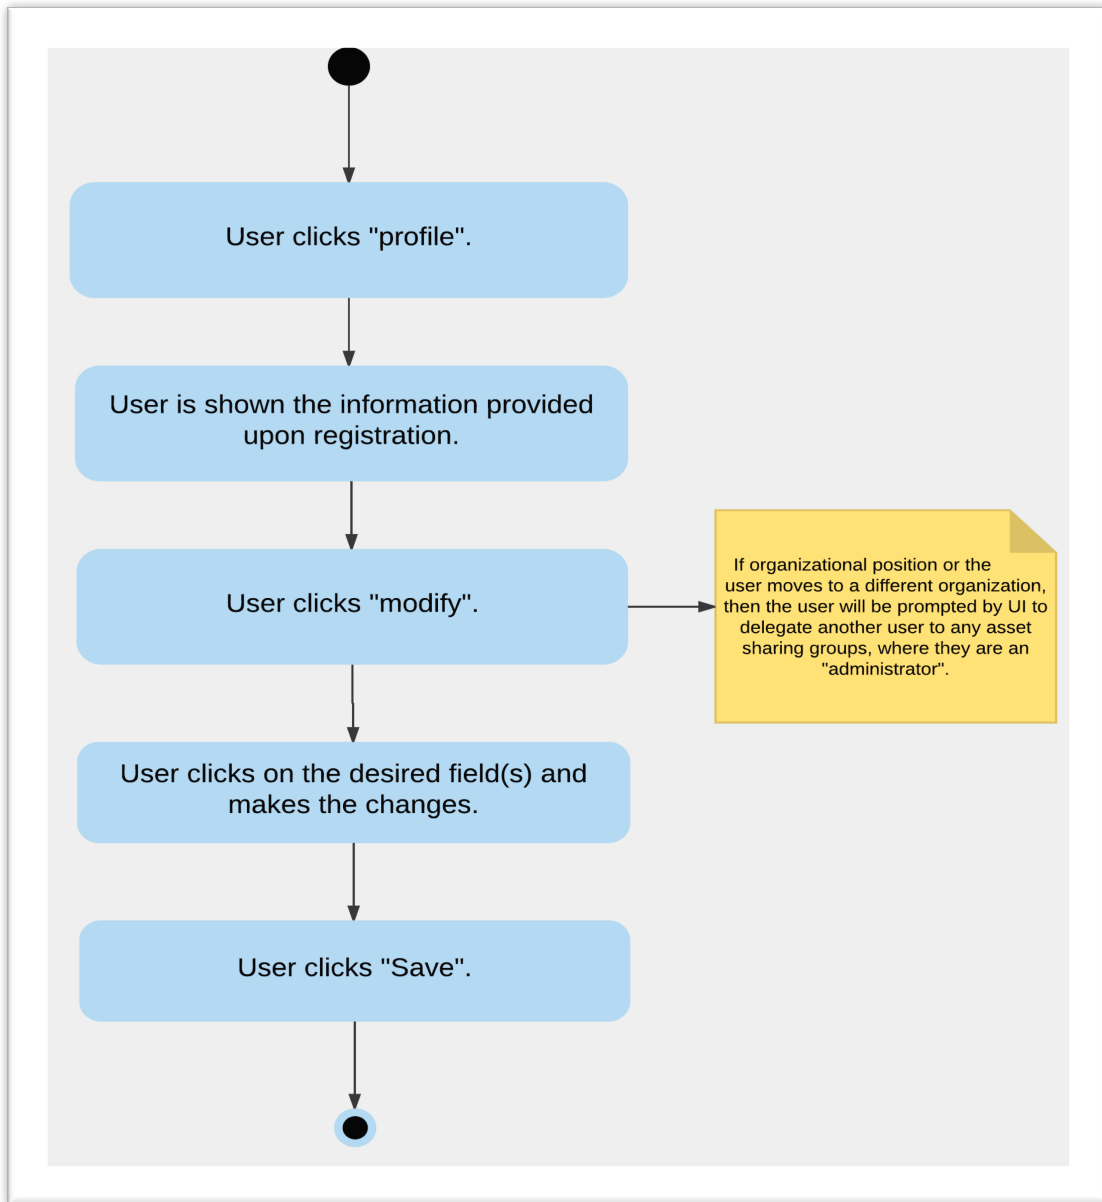 User clicks "profile".
User is shown the information provided
upon registration.
User clicks "modify".
If organizational position or the
user moves to a different organization,
then the user will be prompted by UI to
delegate another user to any asset
sharing groups, where they are an
"administrator".
User clicks on the desired field(s) and
makes the changes.
User clicks "Save".